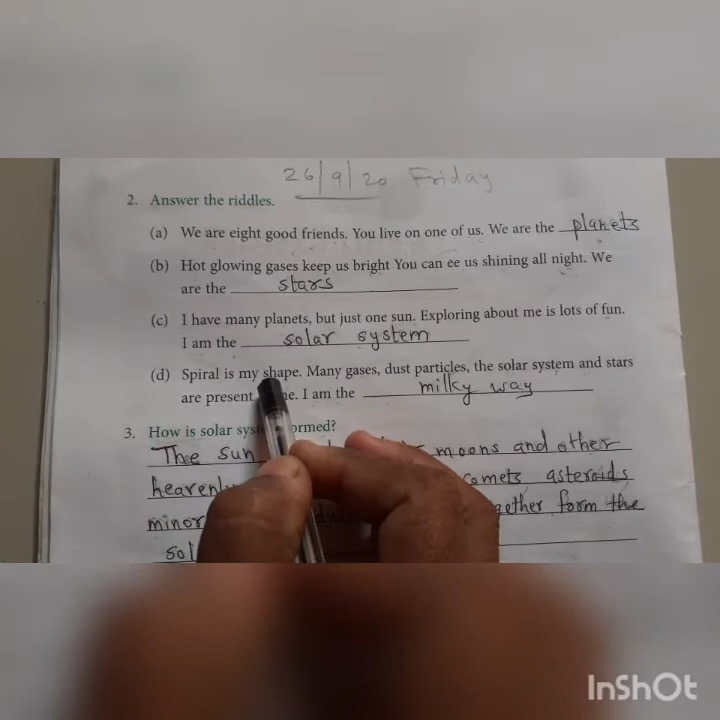 26/9/20 Friday
2. Answer the riddles.
(a) We are eight good friends. You live on one of us. We are the planets
(b) Hot glowing gases keep us bright You can ee us shining all night. We
are the stars
(c) I have many planets, but just one sun. Exploring about me is lots of fun.
I am the solar system
(d) Spiral is my shape. Many gases, dust particles, the solar system and stars
are present ne. I am the milky way
3. How is solar syst ormed?
The sun moons and other
heavenly comets asteroids
minor gether form the
sol
InShOt